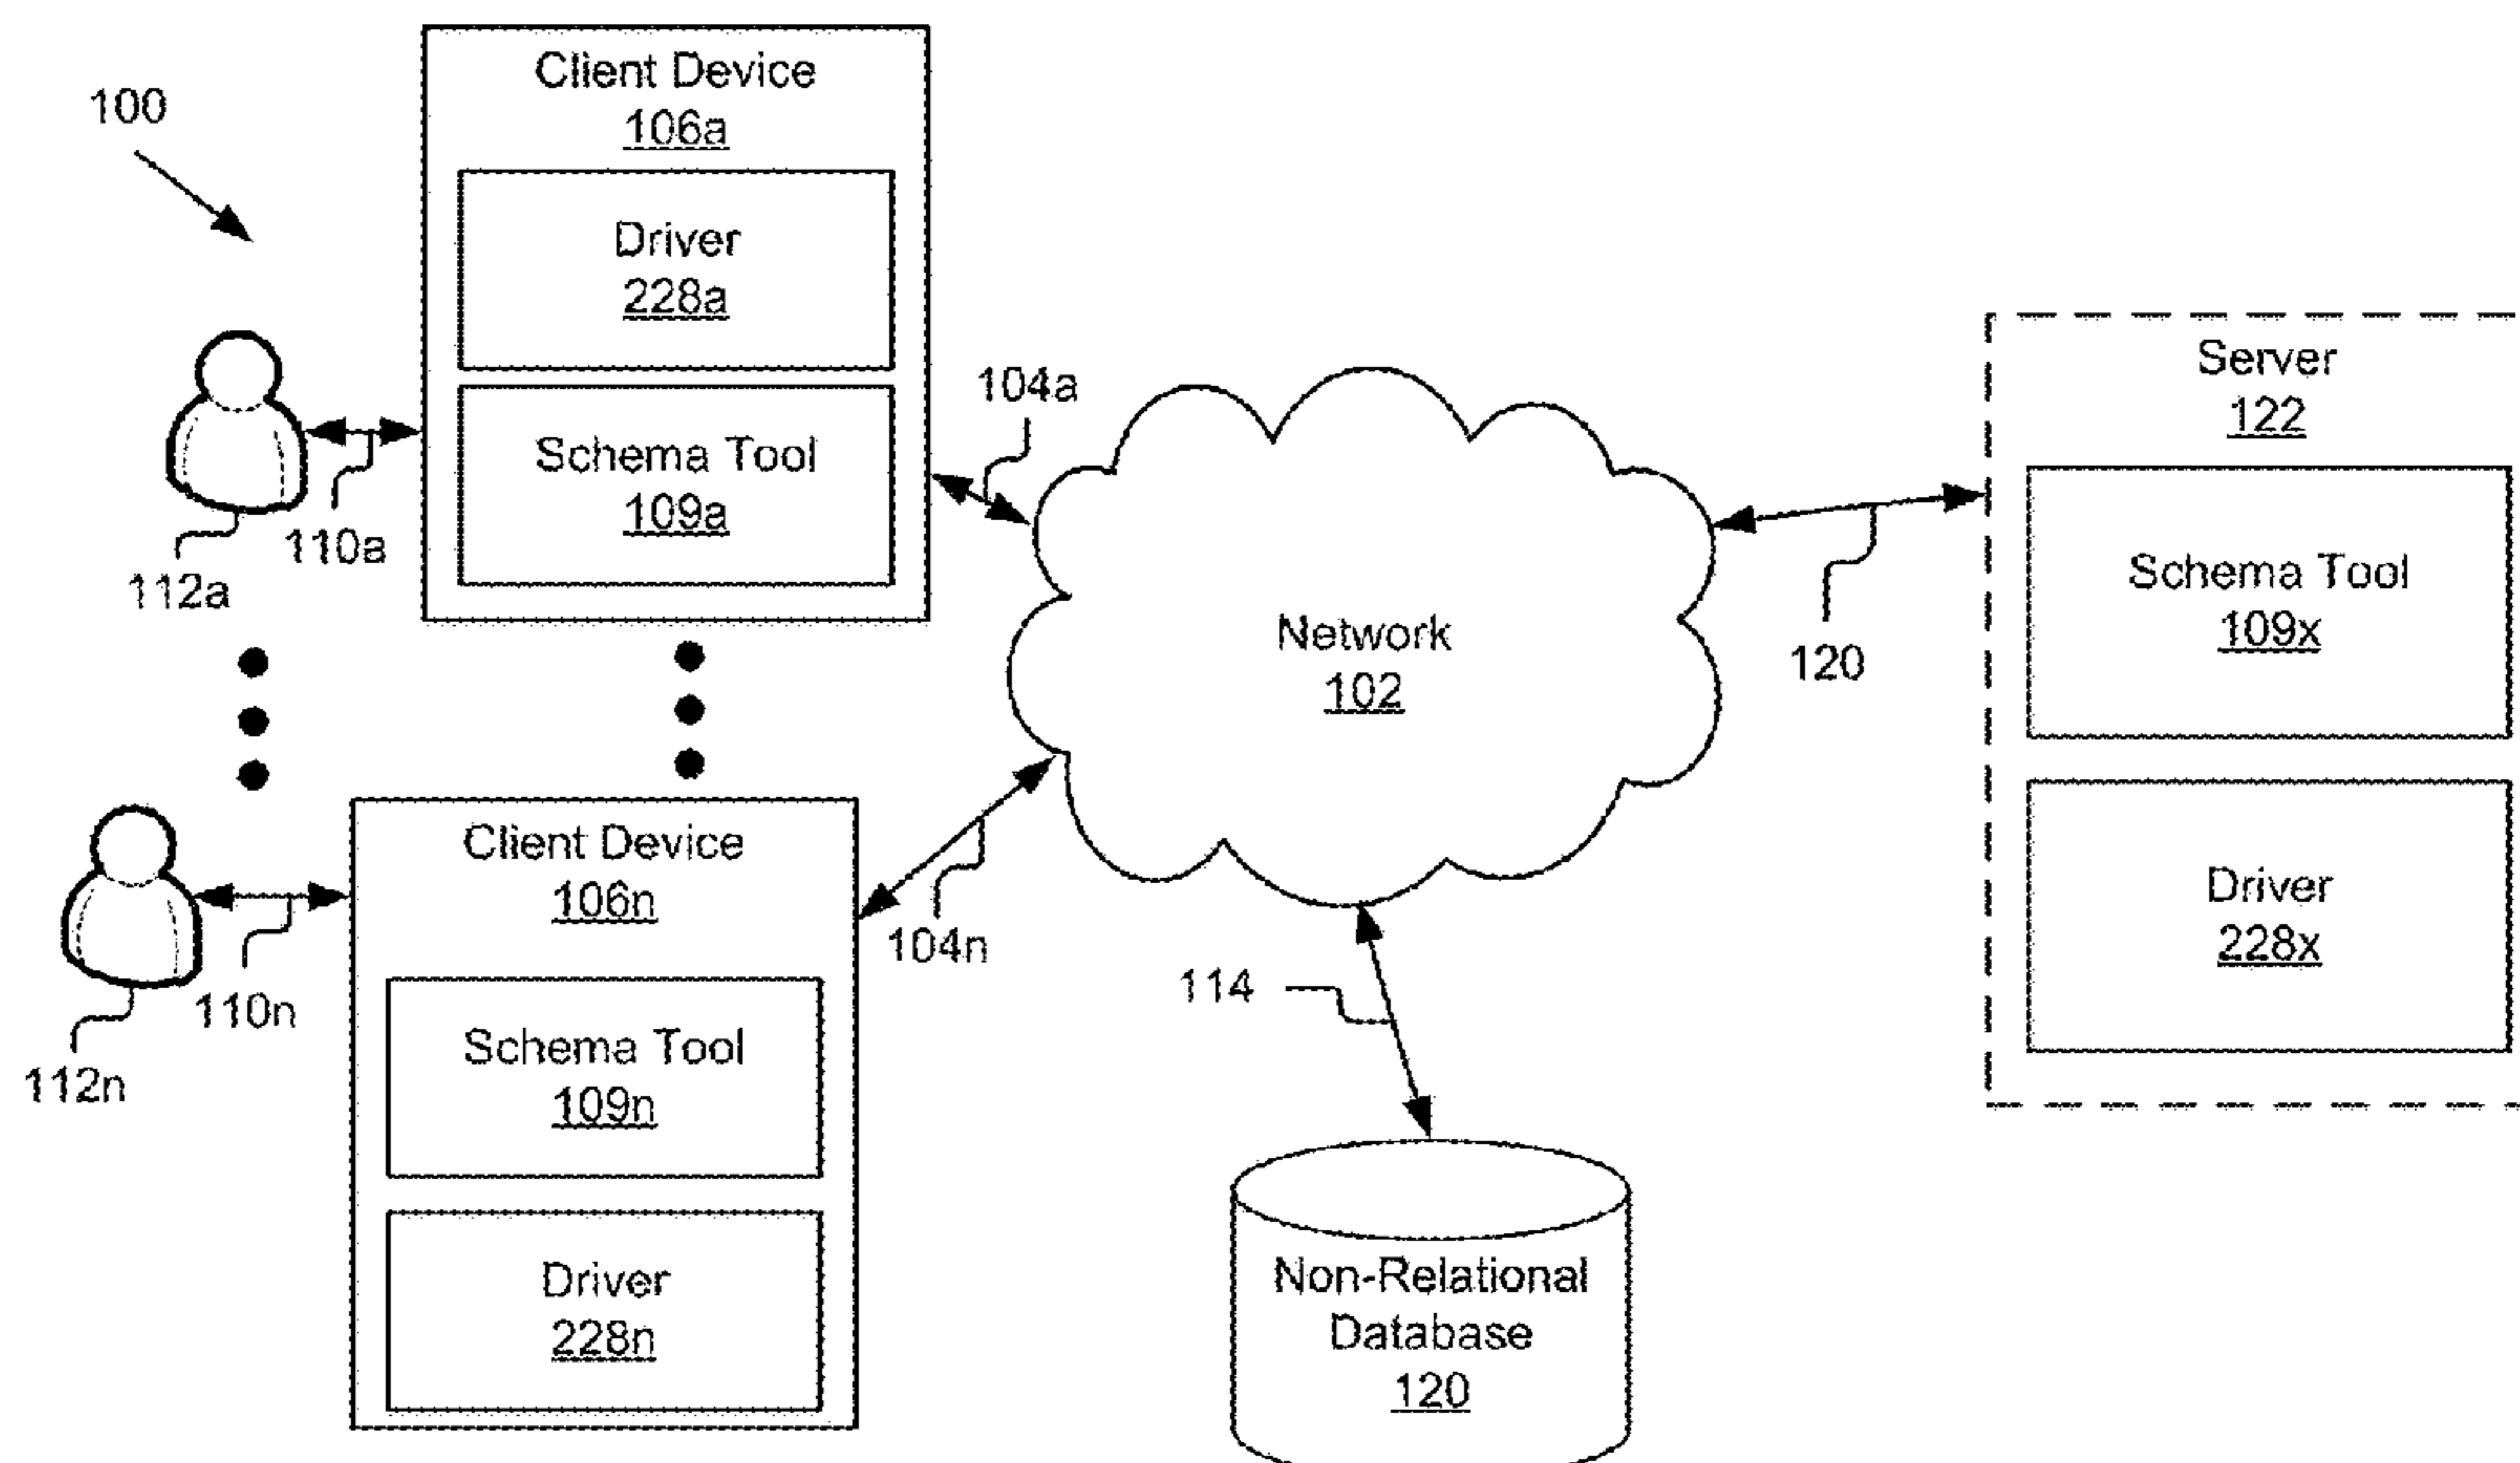 100
Client Device
106a
Driver
228a
Schema Tool
109a
110a
112a
104a
Network
102
Server
122
Schema Tool
109x
Driver
228x
120
Client Device
106n
Schema Tool
109n
Driver
228n
110n
112n
104n
114
Non-Relational
Database
120